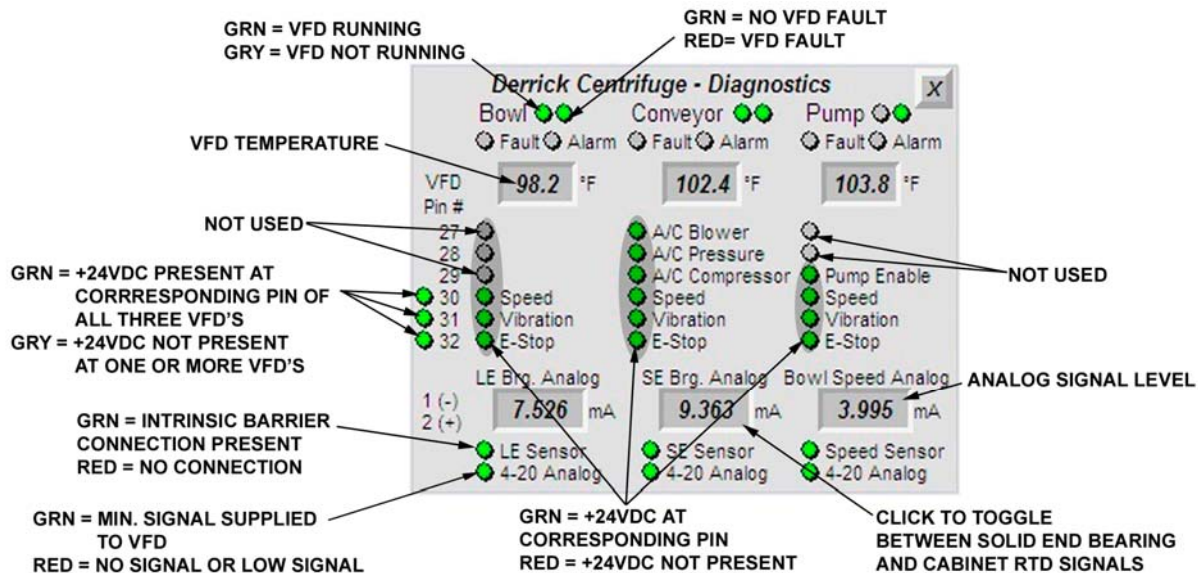 GRN = VFD RUNNING
GRY = VFD NOT RUNNING
GRN = NO VFD FAULT
RED= VFD FAULT
Derrick Centrifuge - Diagnostics
X
Bowl
Conveyor
Pump
Fault Alarm
Fault Alarm
Fault Alarm
VFD TEMPERATURE
VFD
Pin #
98.2 °F
102.4 °F
103.8 °F
NOT USED
27
A/C Blower
28
A/C Pressure
29
A/C Compressor
Pump Enable
NOT USED
30
Speed
Speed
Speed
31
Vibration
Vibration
Vibration
32
E-Stop
E-Stop
E-Stop
GRN = +24VDC PRESENT AT
CORRRESPONDING PIN OF
ALL THREE VFD'S
GRY = +24VDC NOT PRESENT
AT ONE OR MORE VFD'S
LE Brg. Analog
SE Brg. Analog
Bowl Speed Analog
ANALOG SIGNAL LEVEL
1 (-)
2 (+)
7.526 mA
9.363 mA
3.995 mA
GRN = INTRINSIC BARRIER
CONNECTION PRESENT
RED = NO CONNECTION
LE Sensor
SE Sensor
Speed Sensor
4-20 Analog
4-20 Analog
4-20 Analog
GRN = MIN. SIGNAL SUPPLIED
TO VFD
RED = NO SIGNAL OR LOW SIGNAL
GRN = +24VDC AT
CORRESPONDING PIN
RED = +24VDC NOT PRESENT
CLICK TO TOGGLE
BETWEEN SOLID END BEARING
AND CABINET RTD SIGNALS